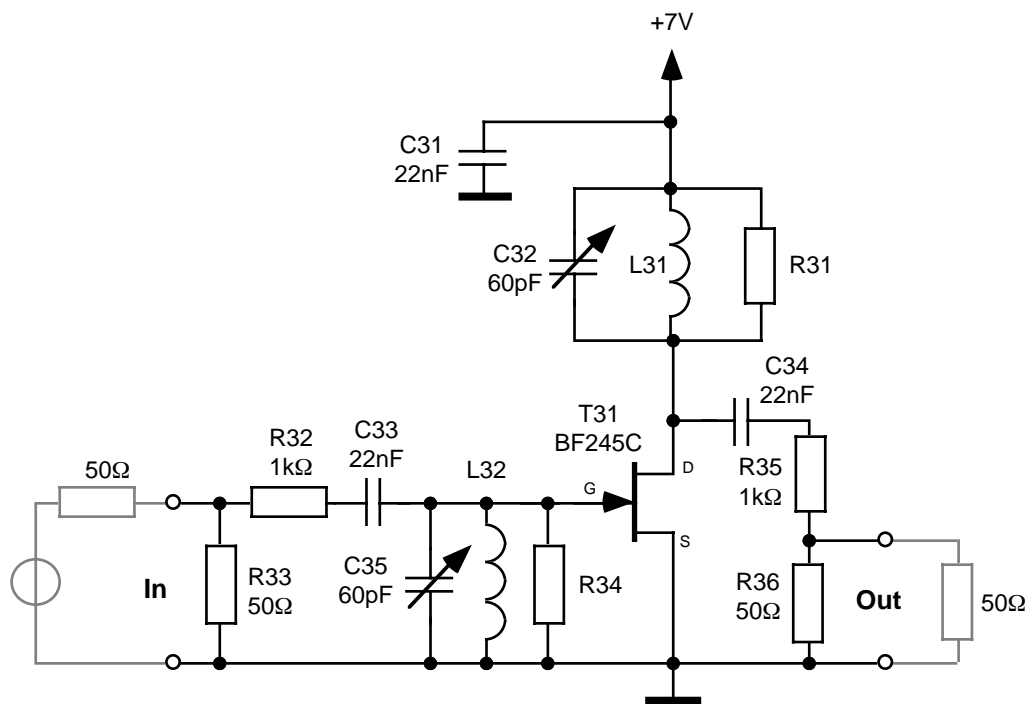 +7V
C31
22nF
C32
60pF
L31
R31
C34
22nF
T31
BF245C
D
G
S
R35
1kΩ
50Ω
R32
1kΩ
C33
22nF
L32
In
R33
50Ω
C35
60pF
R34
R36
50Ω
Out
50Ω